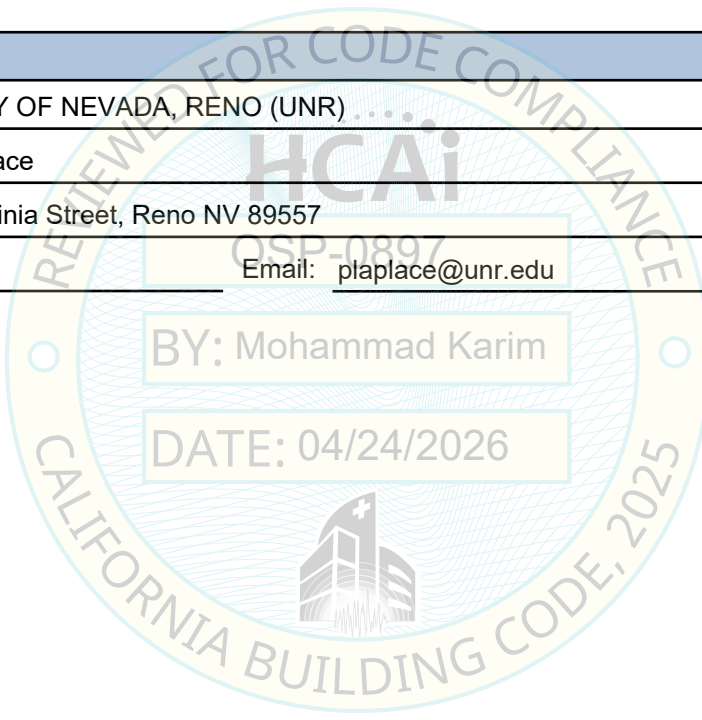 Y OF NEVADA, RENO (UNR)
ace
inia Street, Reno NV 89557
Email: plaplace@unr.edu
REVIEWED FOR CODE COMPLIANCE
HCAi
OSP-0897
BY: Mohammad Karim
DATE: 04/24/2026
CALIFORNIA BUILDING CODE, 2025